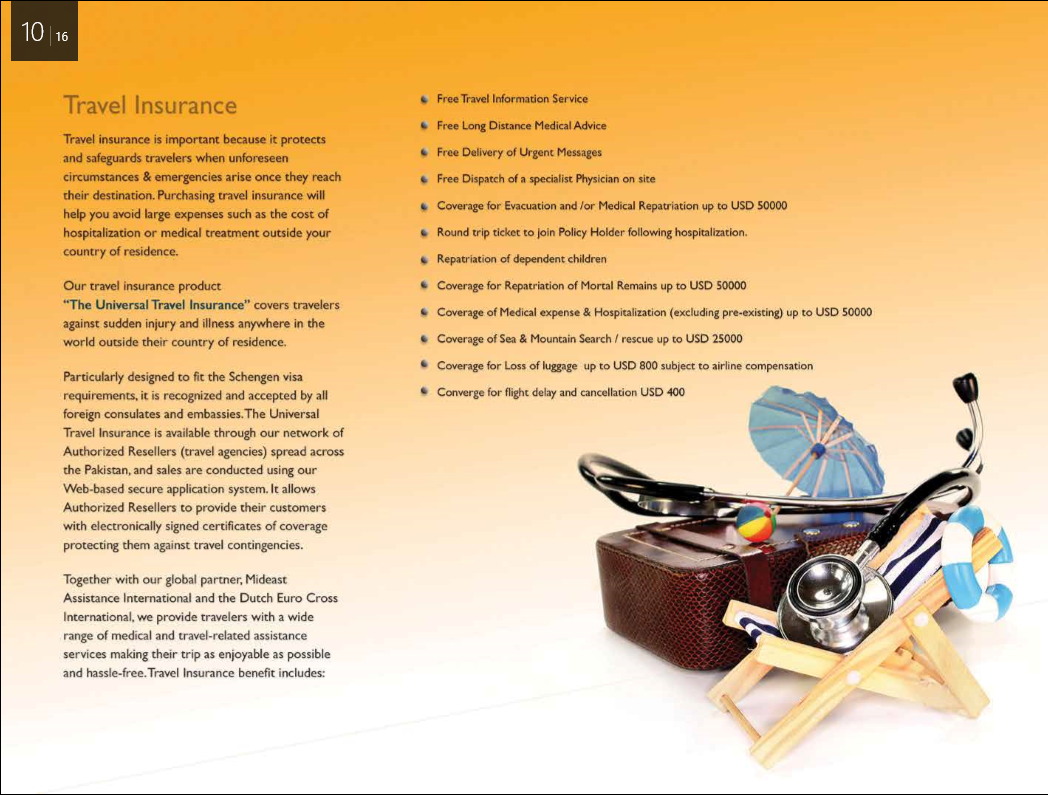 10 | 16
Travel Insurance
Travel insurance is important because it protects
and safeguards travelers when unforeseen
circumstances & emergencies arise once they reach
their destination. Purchasing travel insurance will
help you avoid large expenses such as the cost of
hospitalization or medical treatment outside your
country of residence.
Our travel insurance product
“The Universal Travel Insurance” covers travelers
against sudden injury and illness anywhere in the
world outside their country of residence.
Particularly designed to fit the Schengen visa
requirements, it is recognized and accepted by all
foreign consulates and embassies. The Universal
Travel Insurance is available through our network of
Authorized Resellers (travel agencies) spread across
the Pakistan, and sales are conducted using our
Web-based secure application system. It allows
Authorized Resellers to provide their customers
with electronically signed certificates of coverage
protecting them against travel contingencies.
Together with our global partner, Mideast
Assistance International and the Dutch Euro Cross
International, we provide travelers with a wide
range of medical and travel-related assistance
services making their trip as enjoyable as possible
and hassle-free. Travel Insurance benefit includes:
Free Travel Information Service
Free Long Distance Medical Advice
Free Delivery of Urgent Messages
Free Dispatch of a specialist Physician on site
Coverage for Evacuation and /or Medical Repatriation up to USD 50000
Round trip ticket to join Policy Holder following hospitalization.
Repatriation of dependent children
Coverage for Repatriation of Mortal Remains up to USD 50000
Coverage of Medical expense & Hospitalization (excluding pre-existing) up to USD 50000
Coverage of Sea & Mountain Search / rescue up to USD 25000
Coverage for Loss of luggage up to USD 800 subject to airline compensation
Converge for flight delay and cancellation USD 400